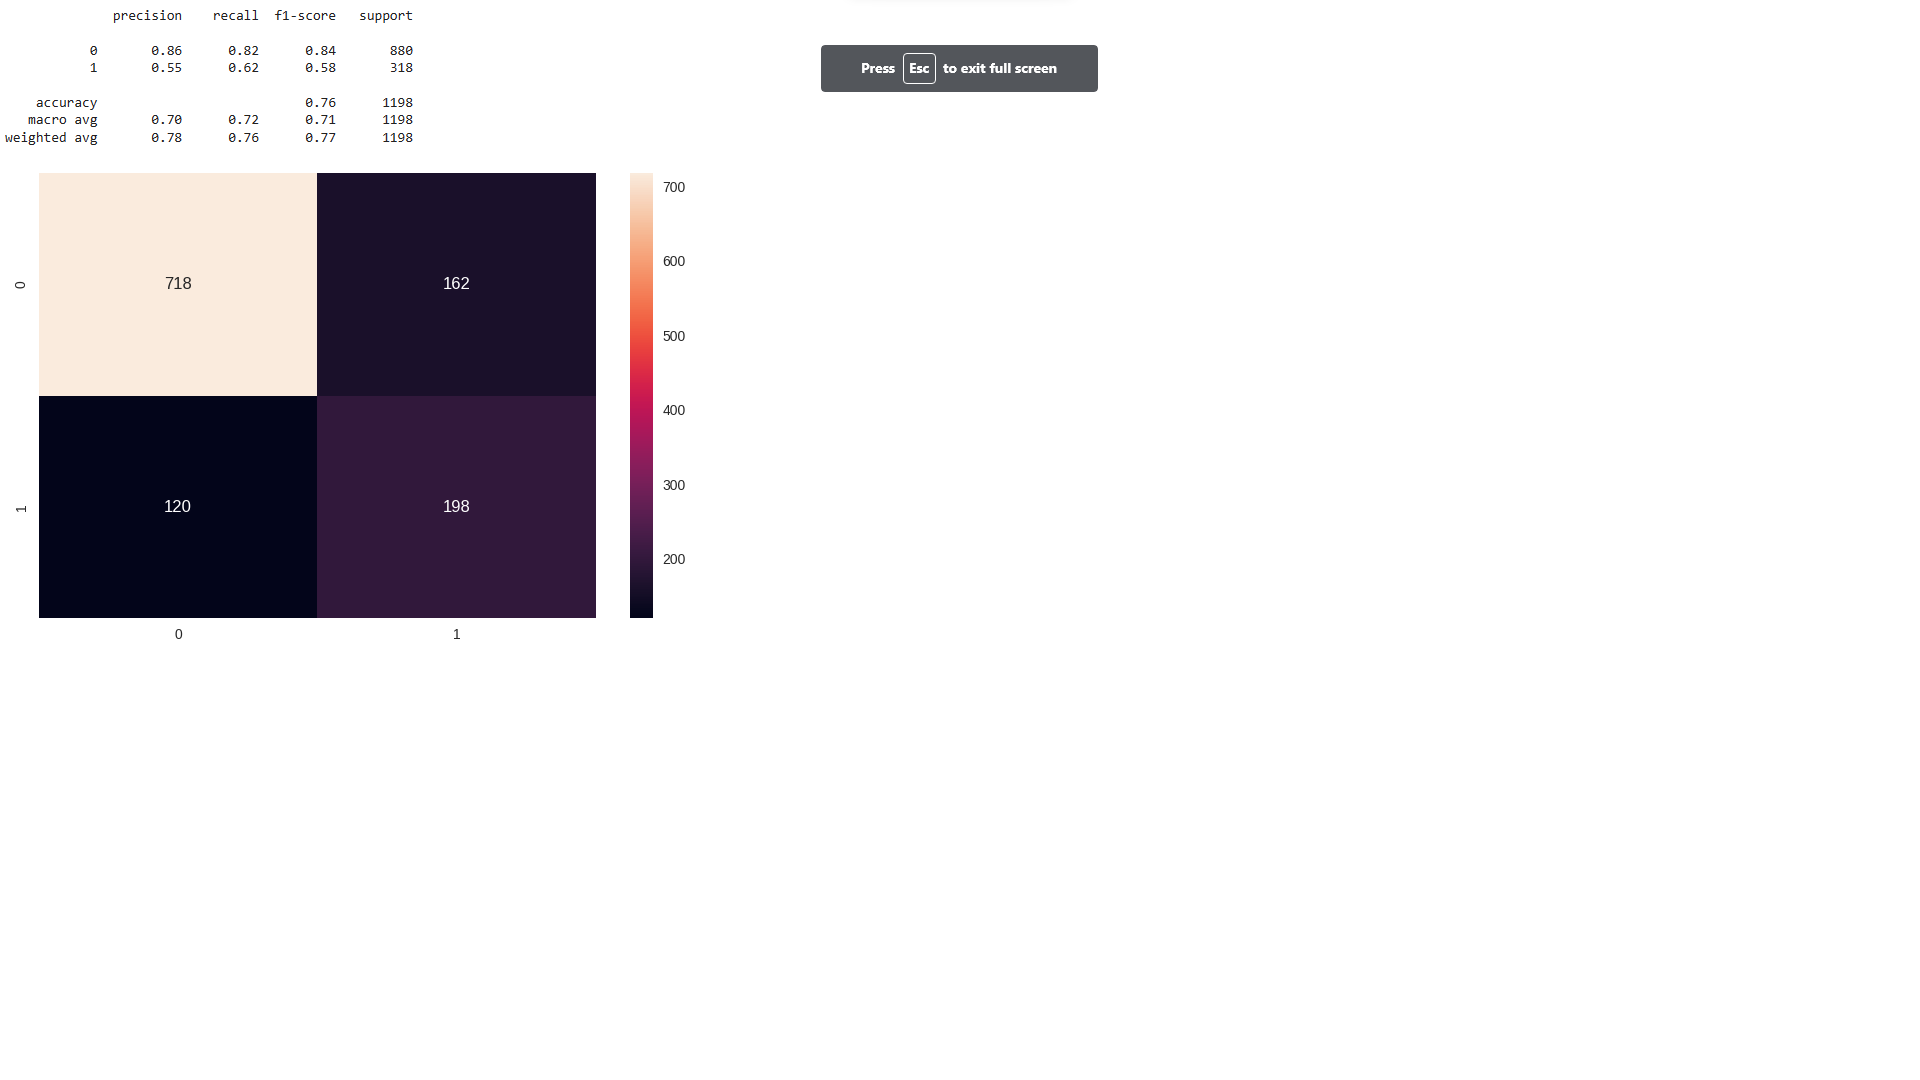 precision recall f1-score support
0 0.86 0.82 0.84 880
1 0.55 0.62 0.58 318
accuracy 0.76 1198
macro avg 0.70 0.72 0.71 1198
weighted avg 0.78 0.76 0.77 1198
Press Esc to exit full screen
700
600
500
400
300
200
0
718 162
1
120 198
0 1